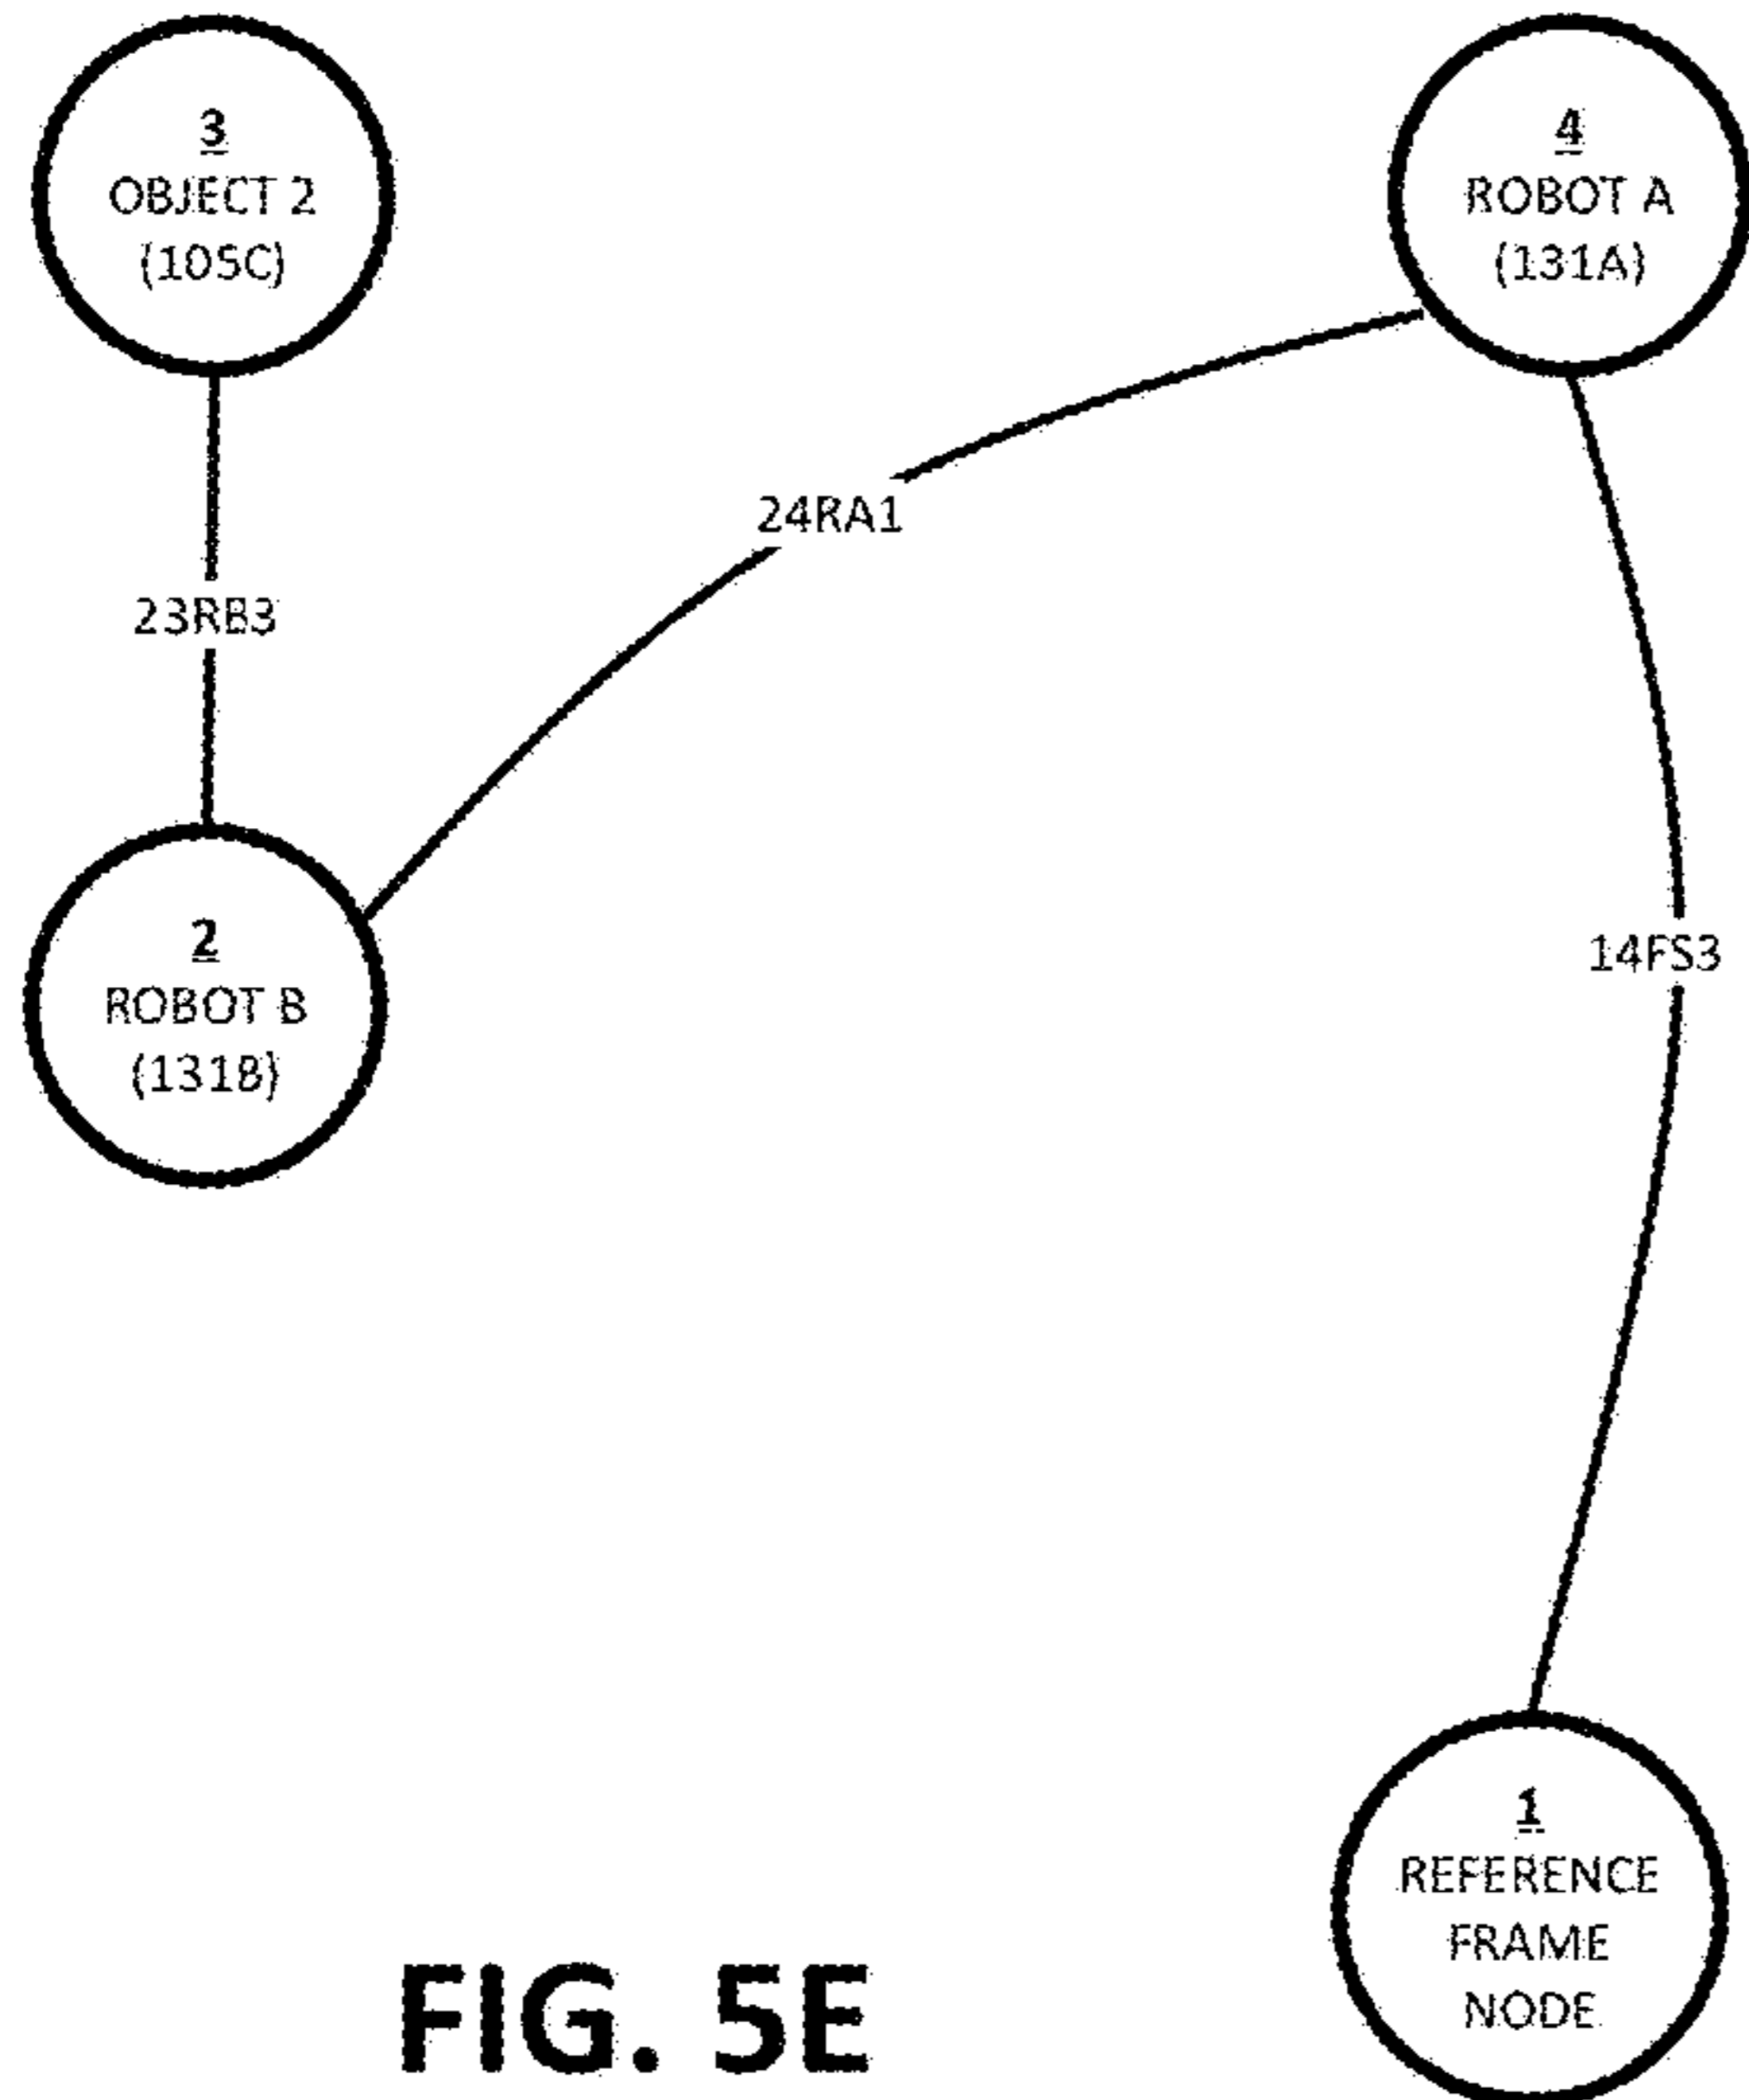 3
OBJECT 2
(105C)
4
ROBOT A
(131A)
24RA1
23RB3
2
ROBOT B
(131B)
14FS3
1
REFERENCE
FRAME
NODE
FIG. 5E